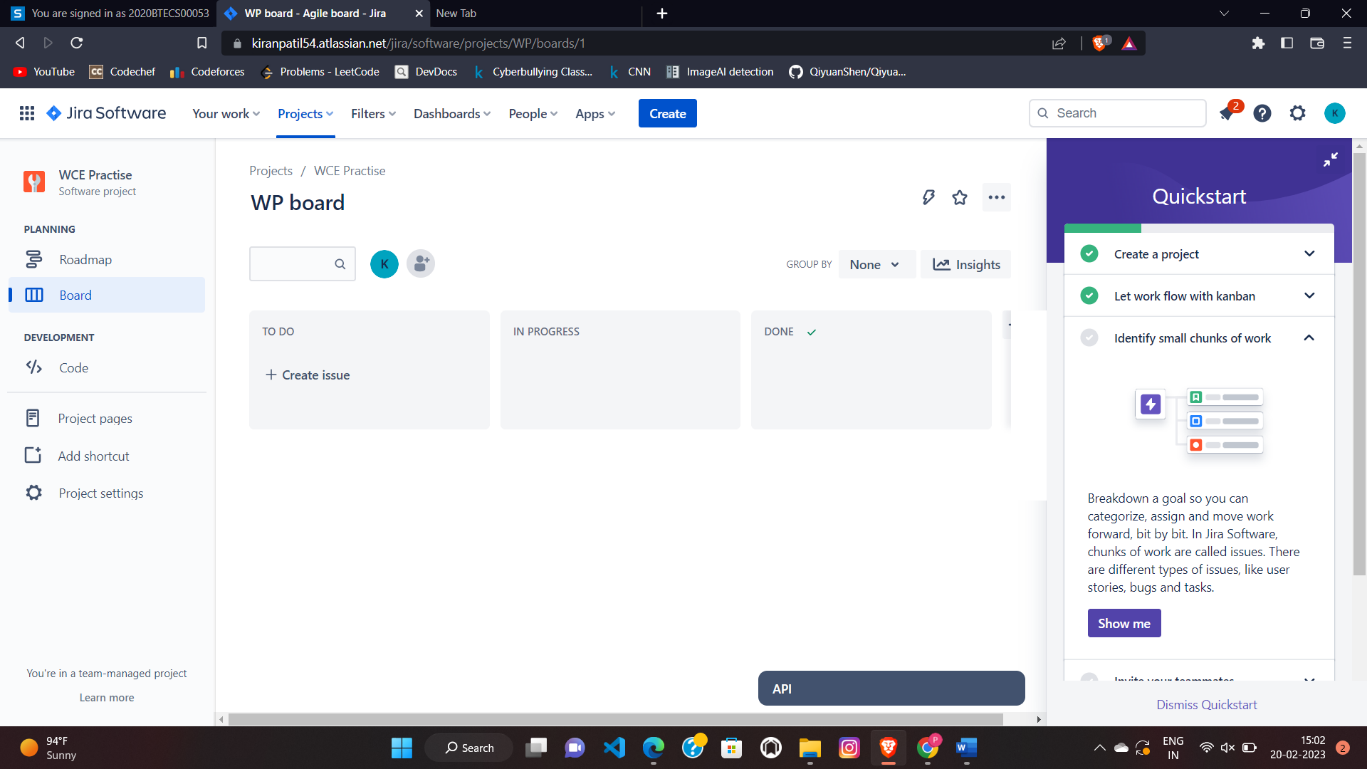 You are signed in as 2020BTECS00053
WP board - Agile board - Jira
New Tab
kiranpatil54.atlassian.net/jira/software/projects/WP/boards/1
YouTube
Codechef
Codeforces
Problems - LeetCode
DevDocs
Cyberbullying Class...
CNN
ImageAI detection
QiyuanShen/Qiyua...
Jira Software
Your work
Projects
Filters
Dashboards
People
Apps
Create
Search
2
K
WCE Practise
Software project
PLANNING
Roadmap
Board
DEVELOPMENT
Code
Project pages
Add shortcut
Project settings
You're in a team-managed project
Learn more
Projects / WCE Practise
WP board
K
GROUP BY
None
Insights
TO DO
+ Create issue
IN PROGRESS
DONE
API
Quickstart
Create a project
Let work flow with kanban
Identify small chunks of work
Breakdown a goal so you can
categorize, assign and move work
forward, bit by bit. In Jira Software,
chunks of work are called issues. There
are different types of issues, like user
stories, bugs and tasks.
Show me
Invite your teammates
Dismiss Quickstart
94°F
Sunny
Search
ENG
IN
15:02
20-02-2023
2